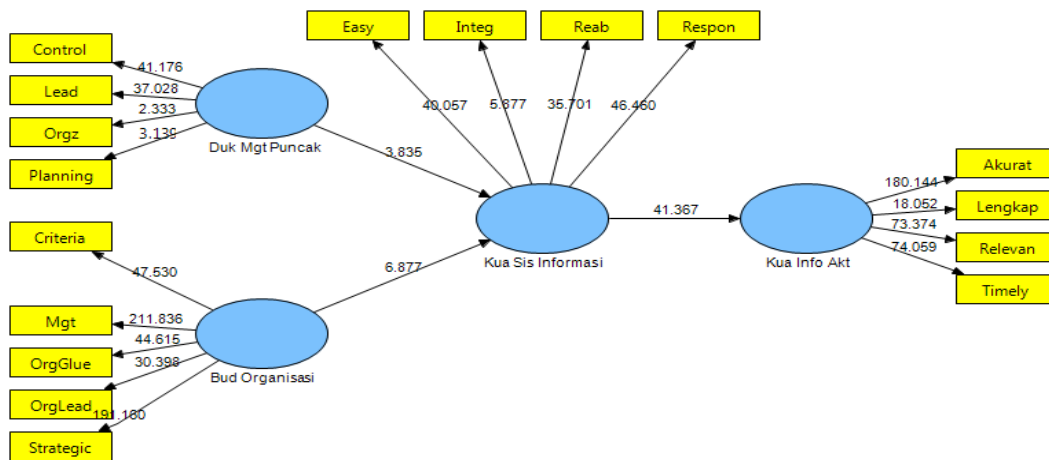 Easy
Integ
Reab
Respon
Control
Lead
Orgz
Planning
41.176
37.028
2.333
3.139
Duk Mgt Puncak
40.057
5.877
35.701
46.460
3.835
Criteria
Mgt
OrgGlue
OrgLead
Strategic
47.530
211.836
44.615
30.398
191.160
Bud Organisasi
6.877
Kua Sis Informasi
41.367
Kua Info Akt
180.144
18.052
73.374
74.059
Akurat
Lengkap
Relevan
Timely